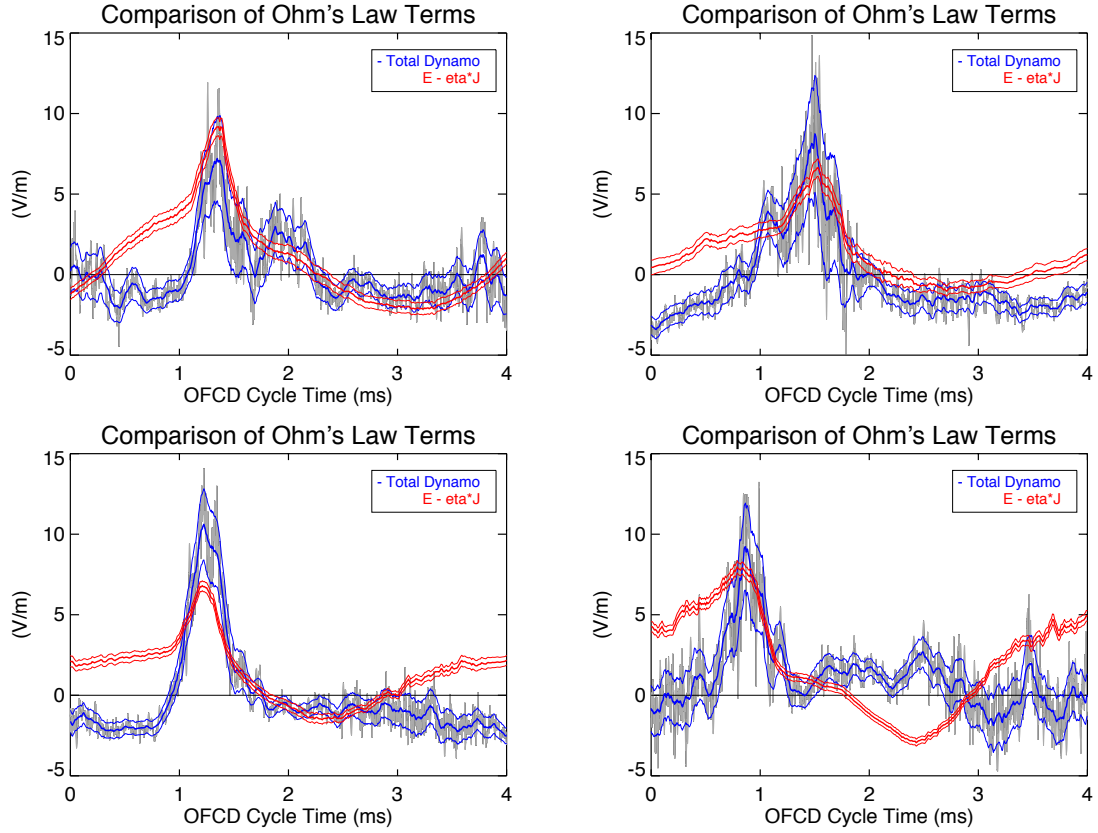 Comparison of Ohm's Law Terms
15
10
5
0
-5
(V/m)
- Total Dynamo
E - eta*J
0 1 2 3 4
OFCD Cycle Time (ms)
Comparison of Ohm's Law Terms
15
10
5
0
-5
(V/m)
- Total Dynamo
E - eta*J
0 1 2 3 4
OFCD Cycle Time (ms)
Comparison of Ohm's Law Terms
15
10
5
0
-5
(V/m)
- Total Dynamo
E - eta*J
0 1 2 3 4
OFCD Cycle Time (ms)
Comparison of Ohm's Law Terms
15
10
5
0
-5
(V/m)
- Total Dynamo
E - eta*J
0 1 2 3 4
OFCD Cycle Time (ms)